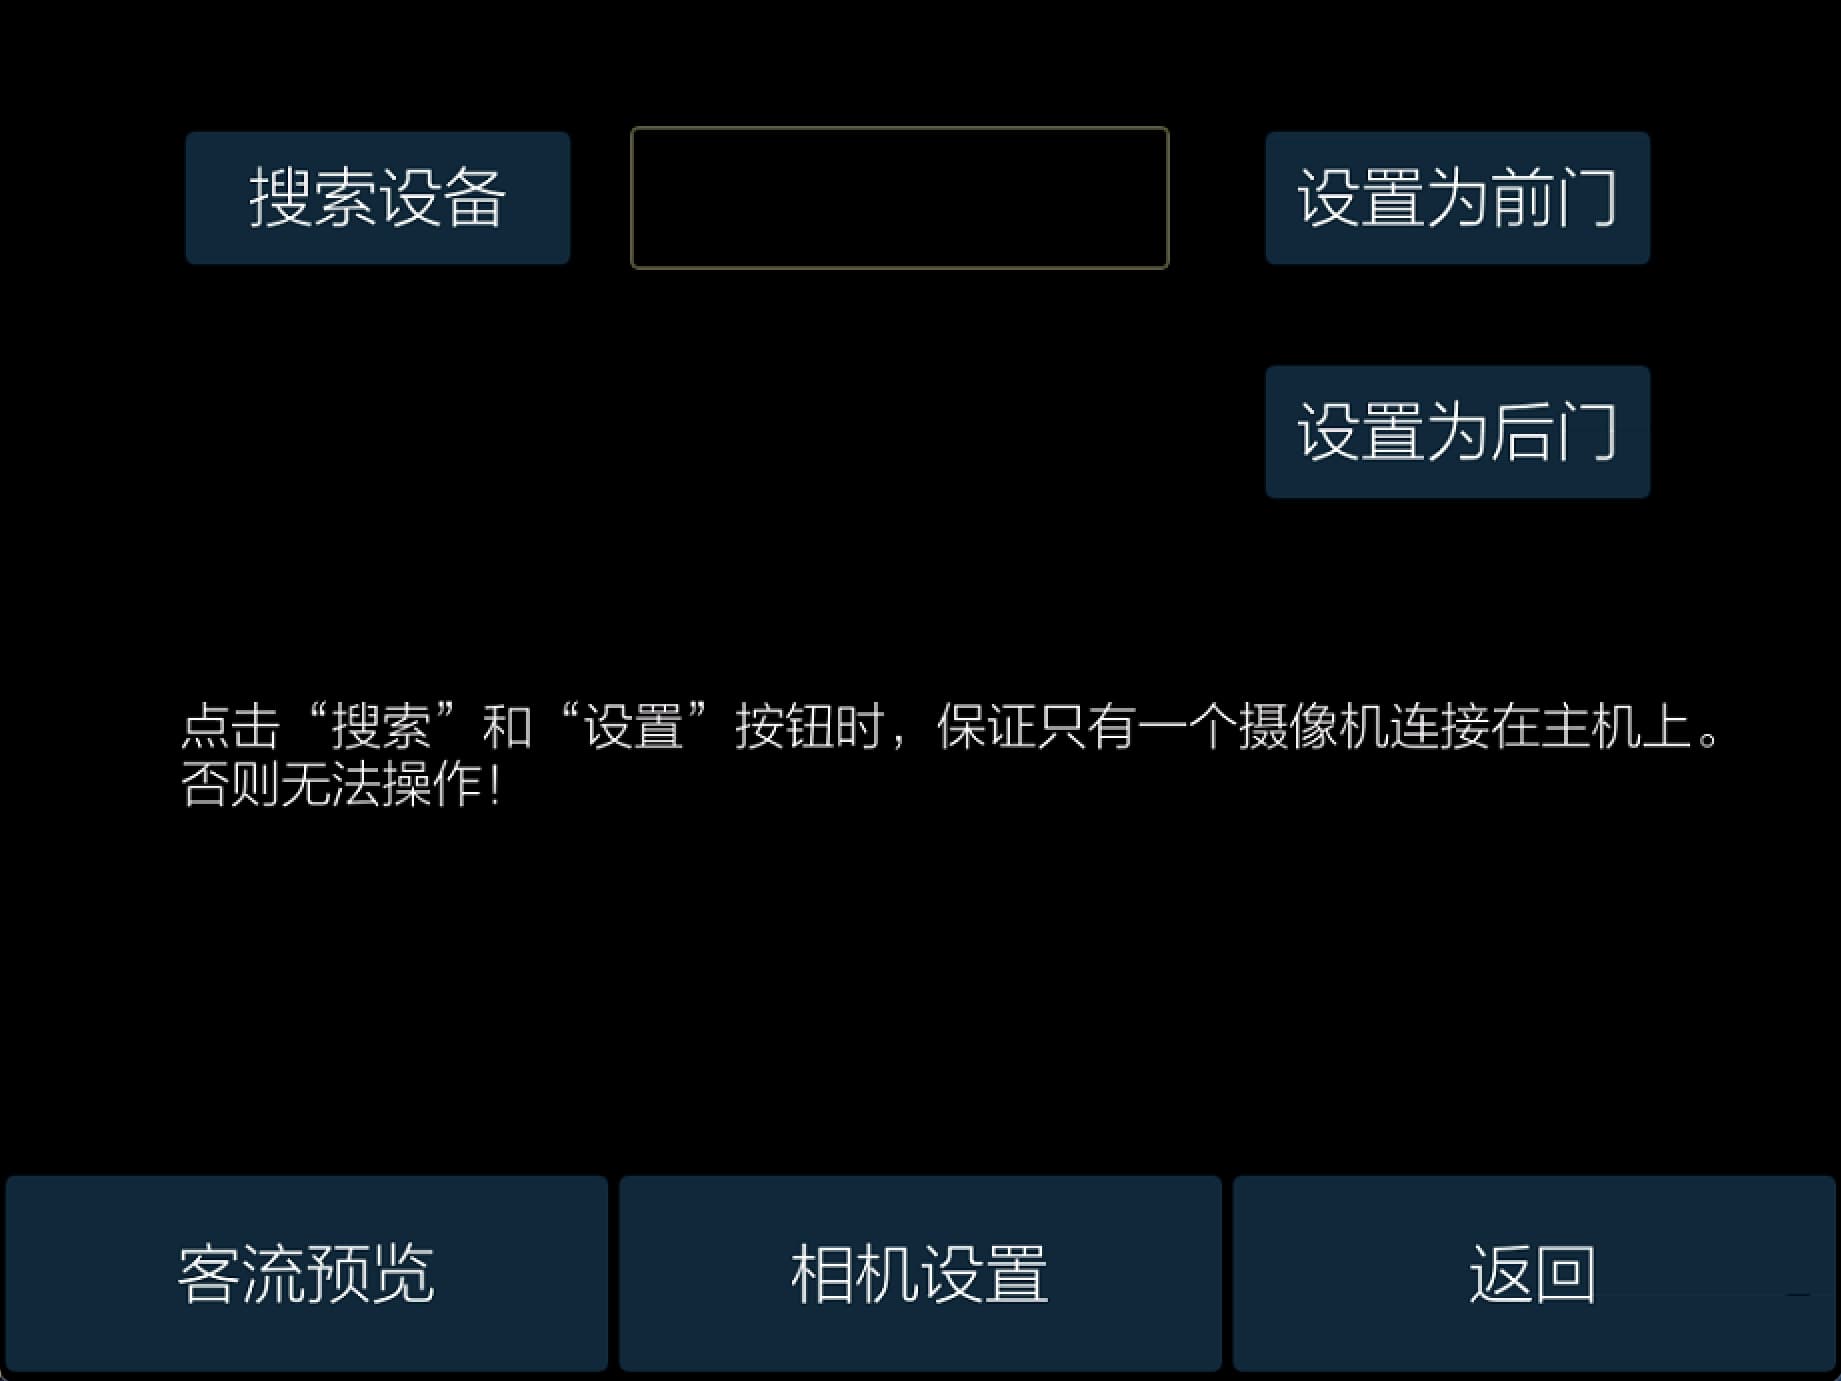 搜索设备
设置为前门
设置为后门
点击“搜索”和“设置”按钮时，保证只有一个摄像机连接在主机上。
否则无法操作！
客流预览
相机设置
返回